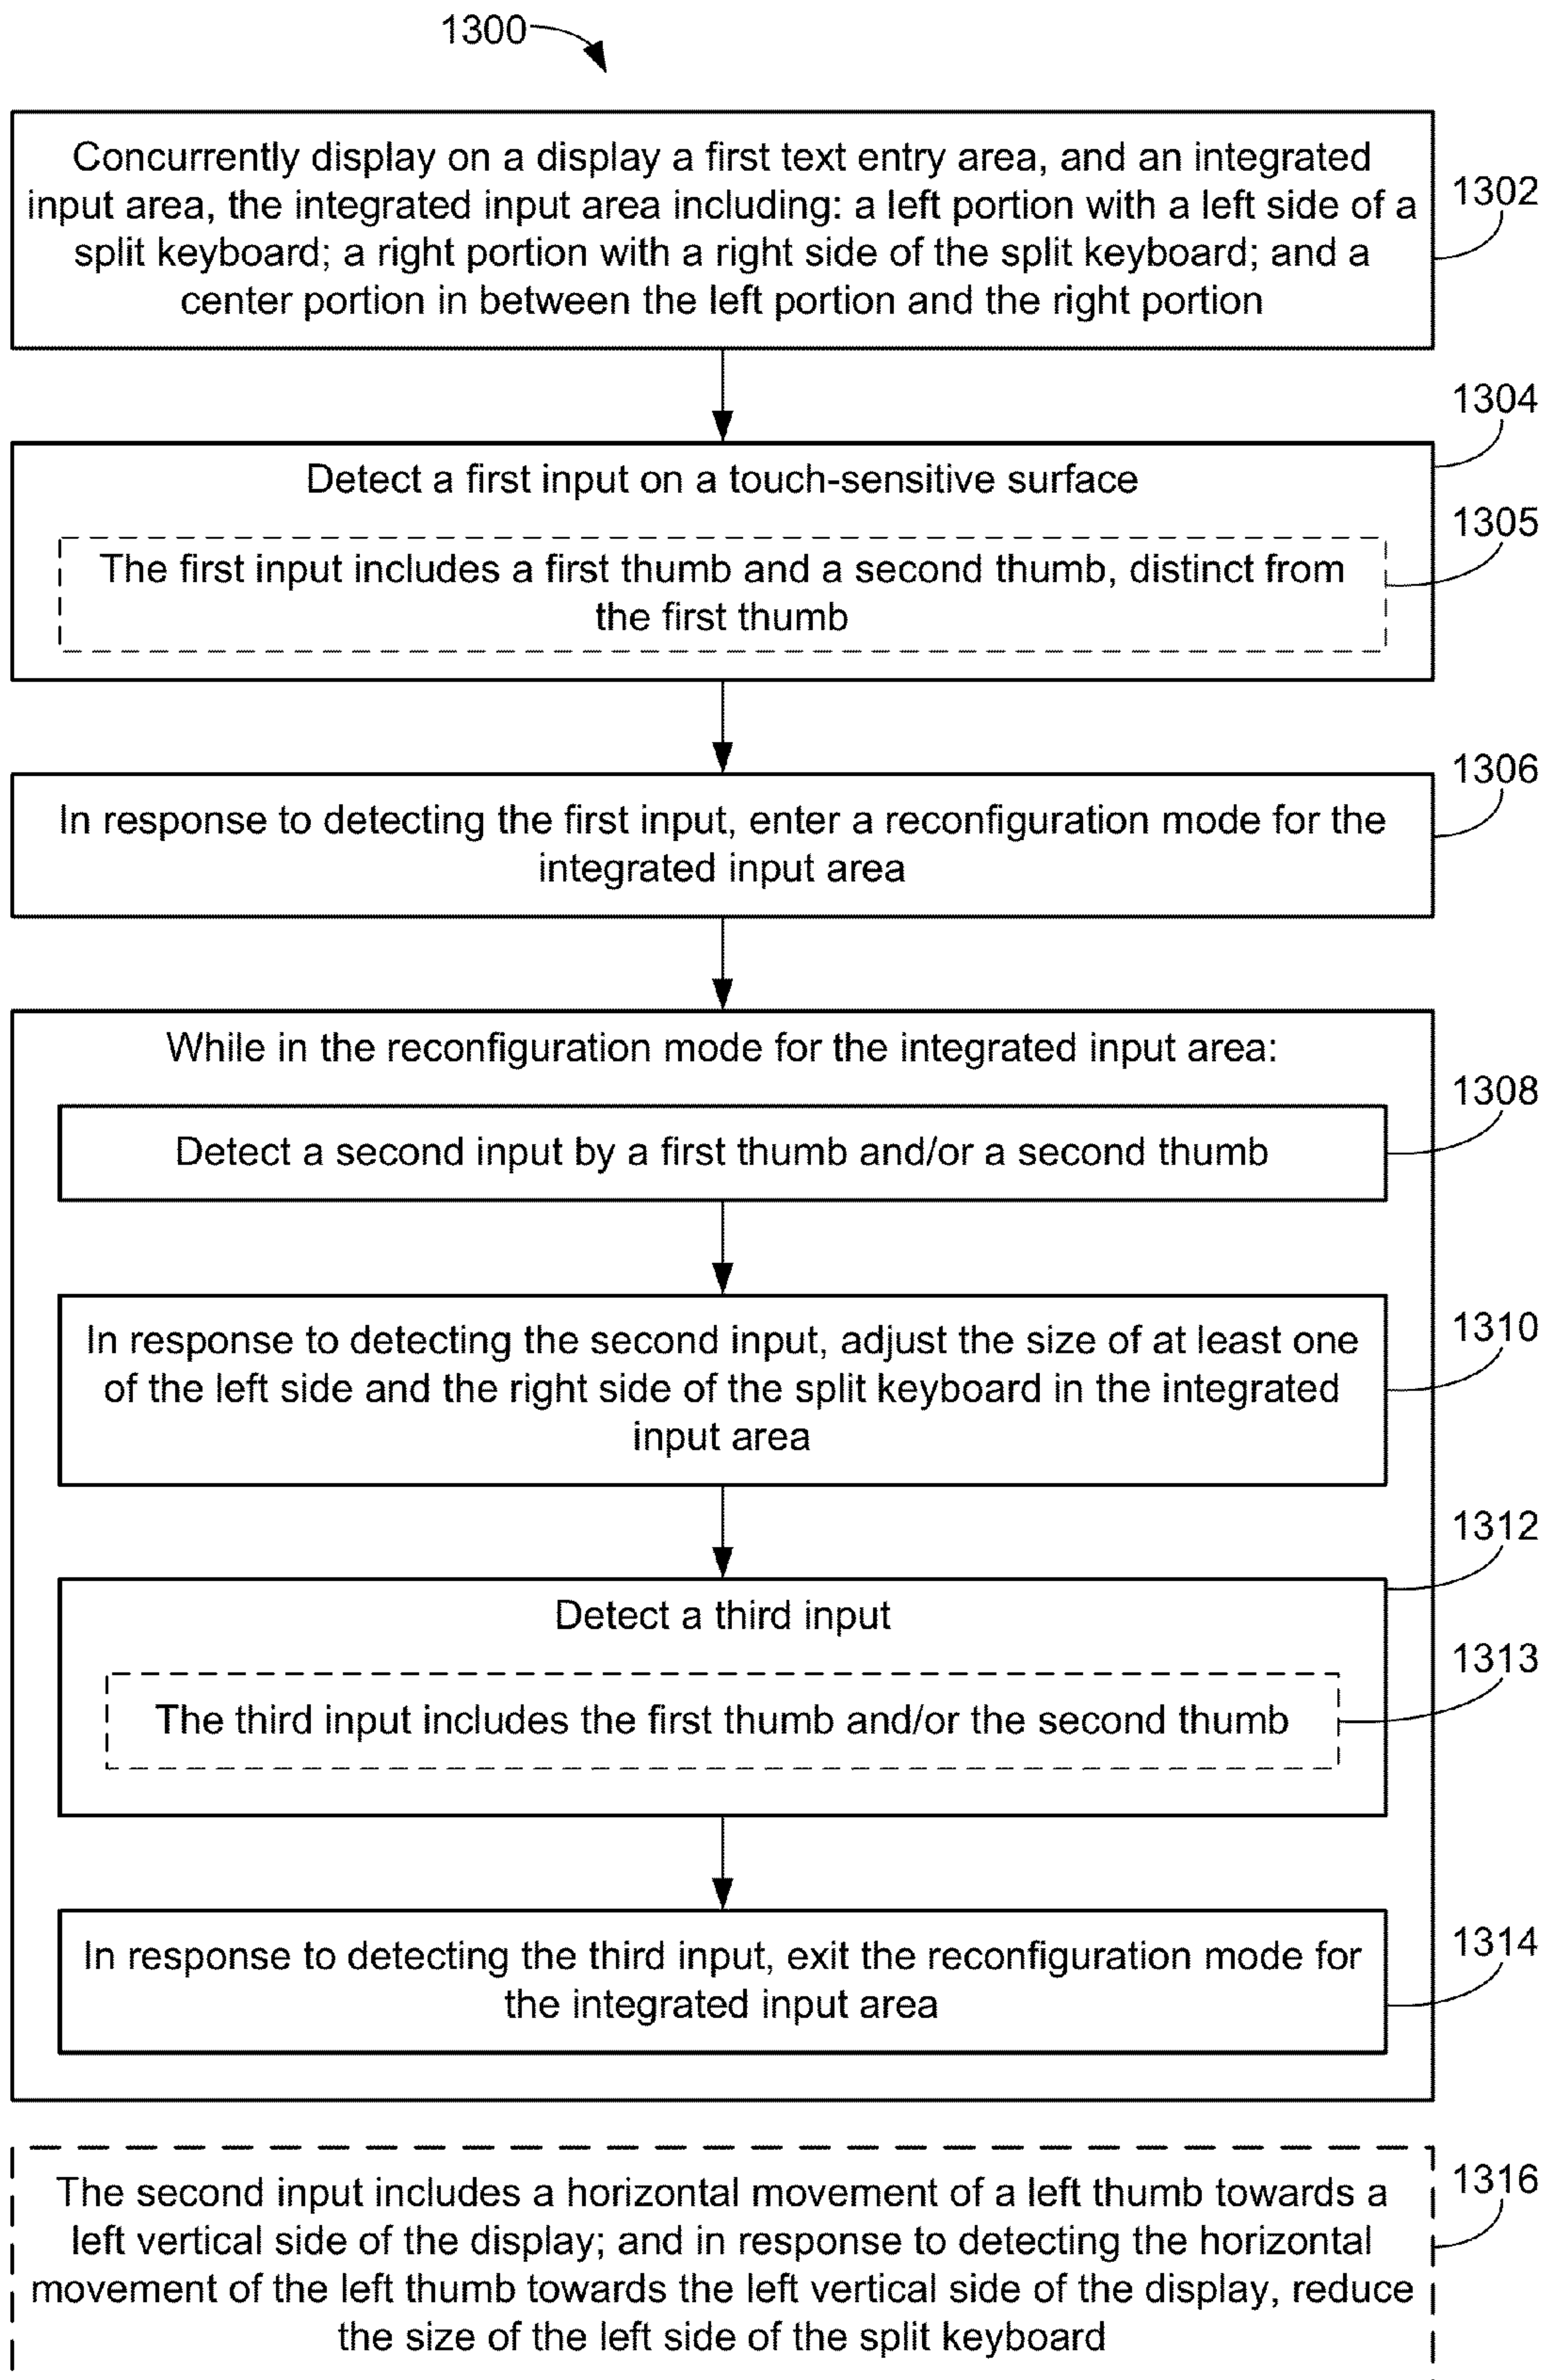 1300
Concurrently display on a display a first text entry area, and an integrated
input area, the integrated input area including: a left portion with a left side of a
split keyboard; a right portion with a right side of the split keyboard; and a
center portion in between the left portion and the right portion
1302
1304
Detect a first input on a touch-sensitive surface
1305
The first input includes a first thumb and a second thumb, distinct from
the first thumb
1306
In response to detecting the first input, enter a reconfiguration mode for the
integrated input area
While in the reconfiguration mode for the integrated input area:
1308
Detect a second input by a first thumb and/or a second thumb
1310
In response to detecting the second input, adjust the size of at least one
of the left side and the right side of the split keyboard in the integrated
input area
1312
Detect a third input
1313
The third input includes the first thumb and/or the second thumb
1314
In response to detecting the third input, exit the reconfiguration mode for
the integrated input area
1316
The second input includes a horizontal movement of a left thumb towards a
left vertical side of the display; and in response to detecting the horizontal
movement of the left thumb towards the left vertical side of the display, reduce
the size of the left side of the split keyboard